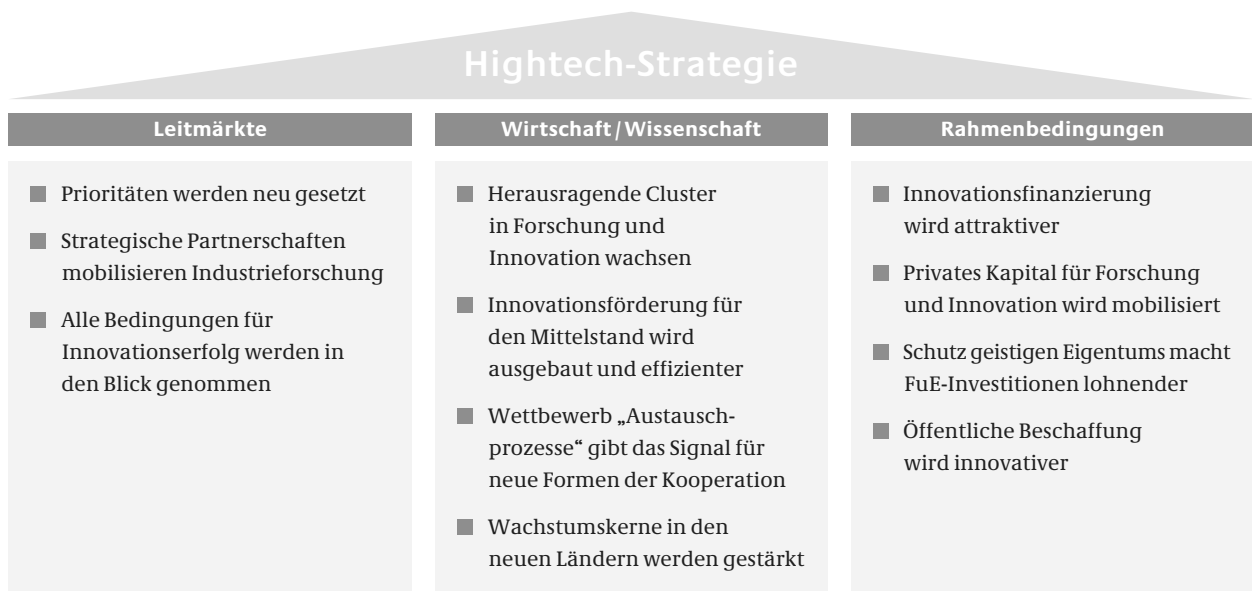 Hightech-Strategie
Leitmärkte
Prioritäten werden neu gesetzt
Strategische Partnerschaften
mobilisieren Industrieforschung
Alle Bedingungen für
Innovationserfolg werden in
den Blick genommen
Wirtschaft / Wissenschaft
Herausragende Cluster
in Forschung und
Innovation wachsen
Innovationsförderung für
den Mittelstand wird
ausgebaut und effizienter
Wettbewerb „Austausch-
prozesse“ gibt das Signal für
neue Formen der Kooperation
Wachstumskerne in den
neuen Ländern werden gestärkt
Rahmenbedingungen
Innovationsfinanzierung
wird attraktiver
Privates Kapital für Forschung
und Innovation wird mobilisiert
Schutz geistigen Eigentums macht
FuE-Investitionen lohnender
Öffentliche Beschaffung
wird innovativer